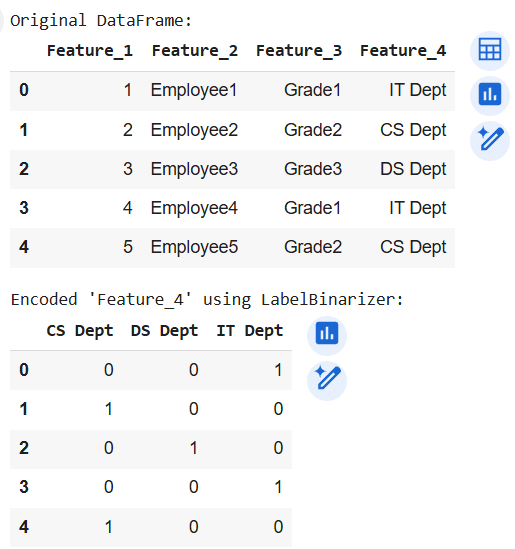 Original DataFrame:
Feature_1 Feature_2 Feature_3 Feature_4
0 1 Employee1 Grade1 IT Dept
1 2 Employee2 Grade2 CS Dept
2 3 Employee3 Grade3 DS Dept
3 4 Employee4 Grade1 IT Dept
4 5 Employee5 Grade2 CS Dept
Encoded 'Feature_4' using LabelBinarizer:
CS Dept DS Dept IT Dept
0 0 0 1
1 1 0 0
2 0 1 0
3 0 0 1
4 1 0 0